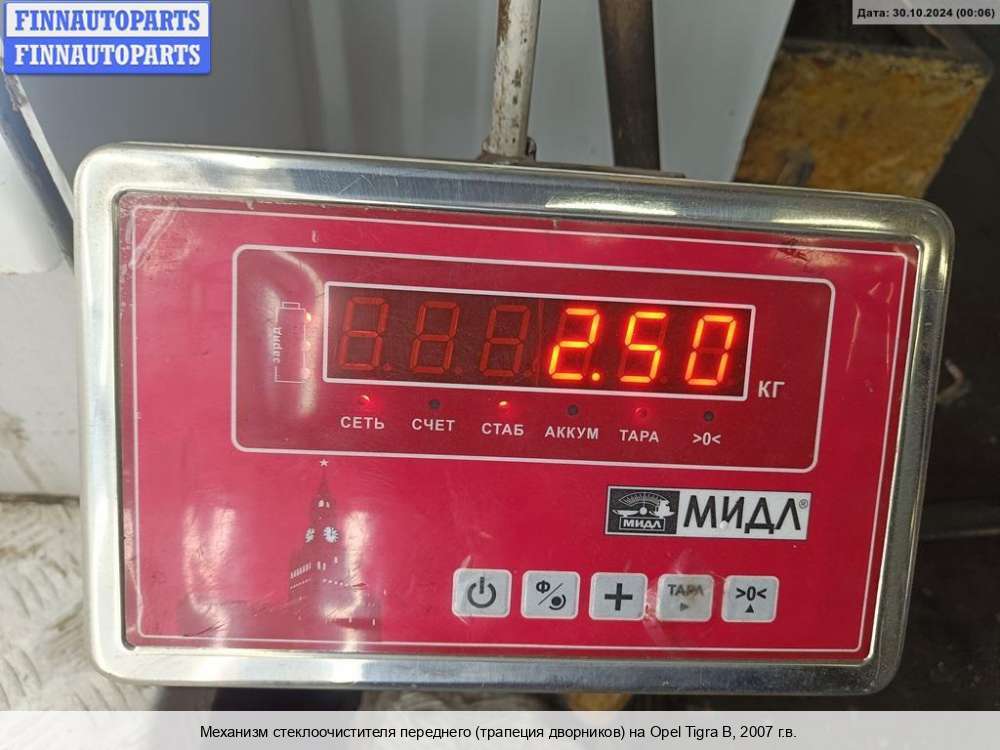 FINNAUTOPARTS
FINNAUTOPARTS
Дата: 30.10.2024 (00:06)
заряд
2.50
КГ
СЕТЬ СЧЕТ СТАБ АККУМ ТАРА >0<
МИДЛ МИДЛ®
Ф ТАРА >0<
Механизм стеклоочистителя переднего (трапеция дворников) на Opel Tigra B, 2007 г.в.